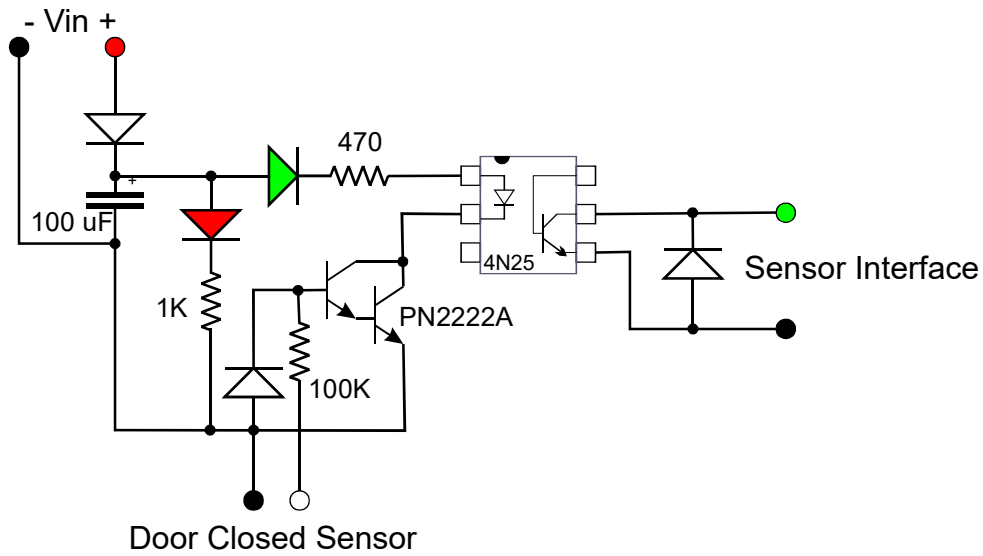 - Vin +
470
+
100 uF
4N25
Sensor Interface
1K
PN2222A
100K
Door Closed Sensor